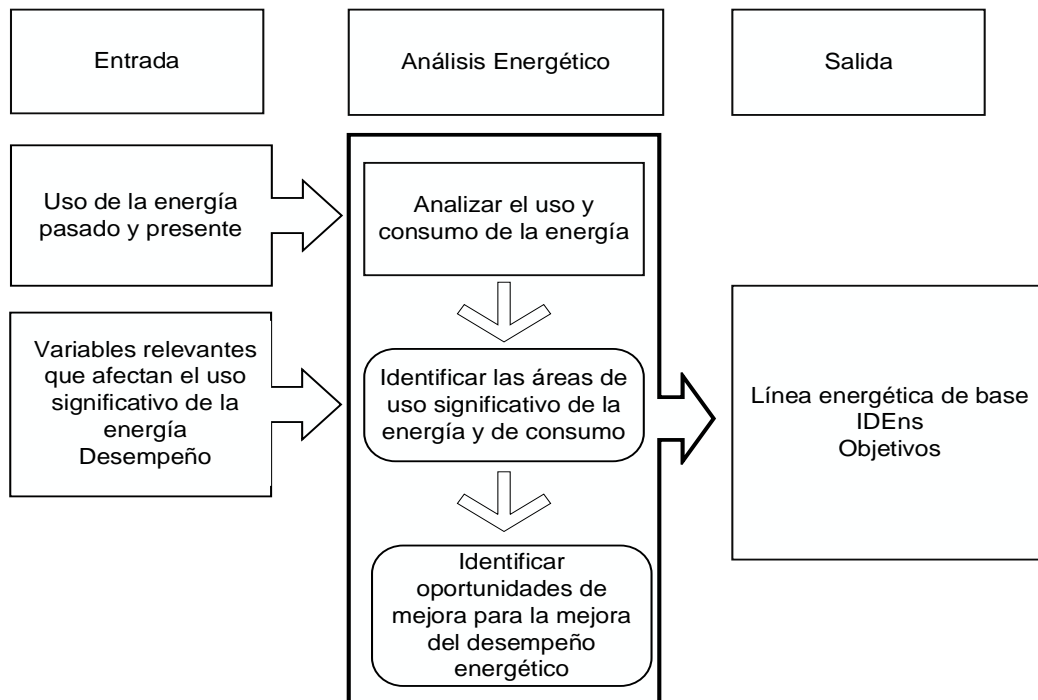 Entrada
Análisis Energético
Salida
Uso de la energía
pasado y presente
Variables relevantes
que afectan el uso
significativo de la
energía
Desempeño
Analizar el uso y
consumo de la energía
Identificar las áreas de
uso significativo de la
energía y de consumo
Identificar
oportunidades de
mejora para la mejora
del desempeño
energético
Línea energética de base
IDEns
Objetivos